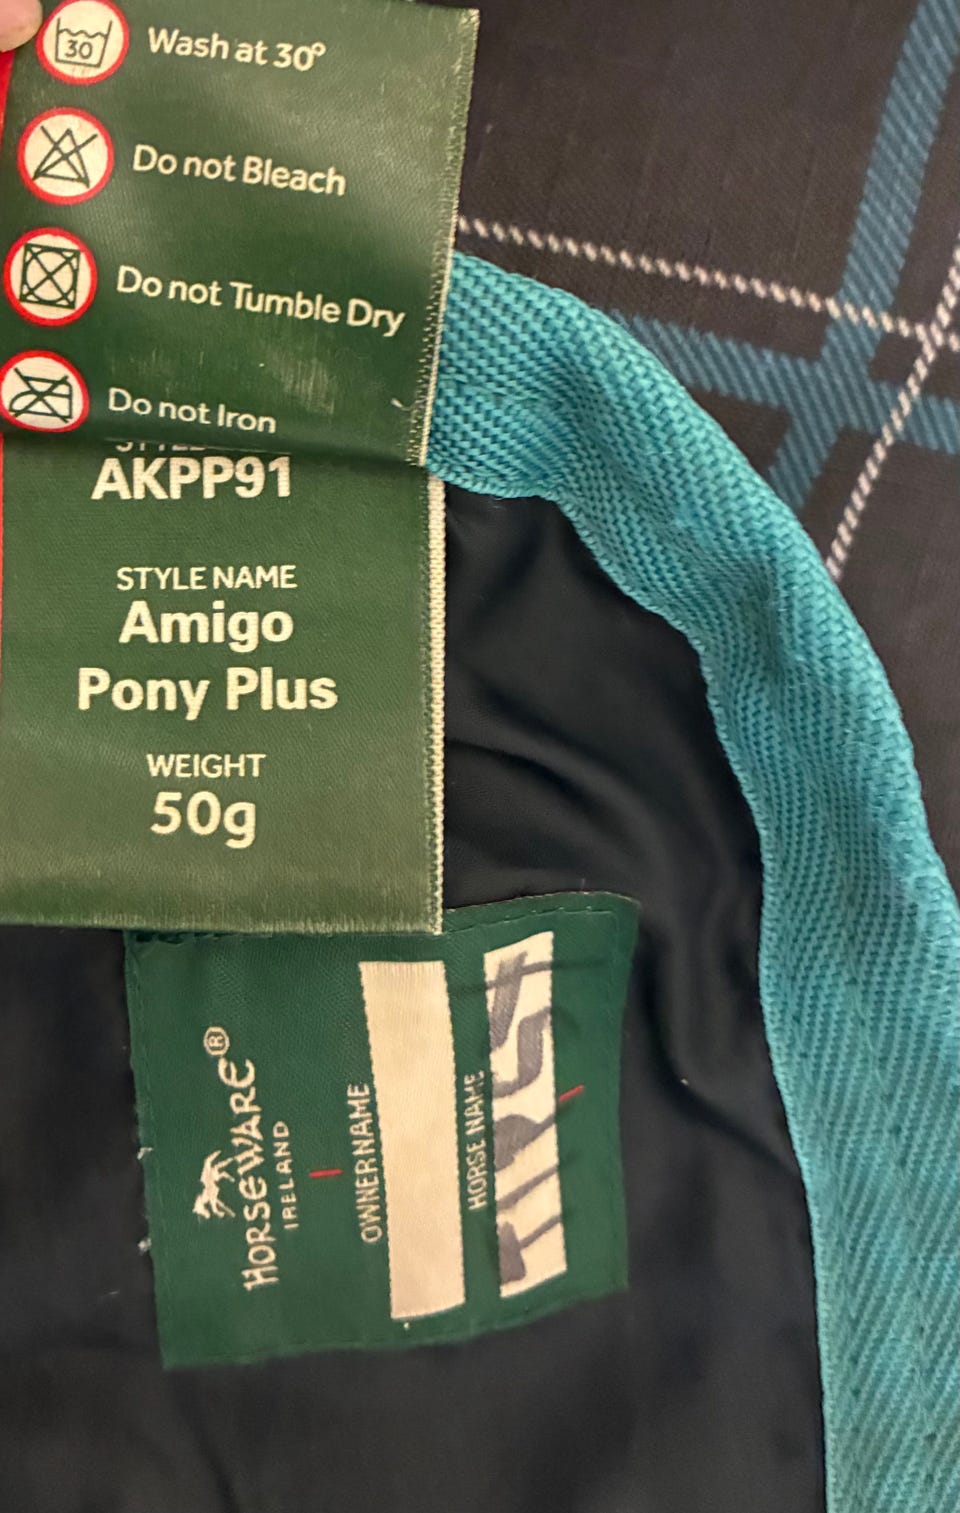 30
Wash at 30°
Do not Bleach
Do not Tumble Dry
Do not Iron
AKPP91
STYLE NAME
Amigo
Pony Plus
WEIGHT
50g
HORSEWARE®
IRELAND
OWNER NAME
HORSE NAME